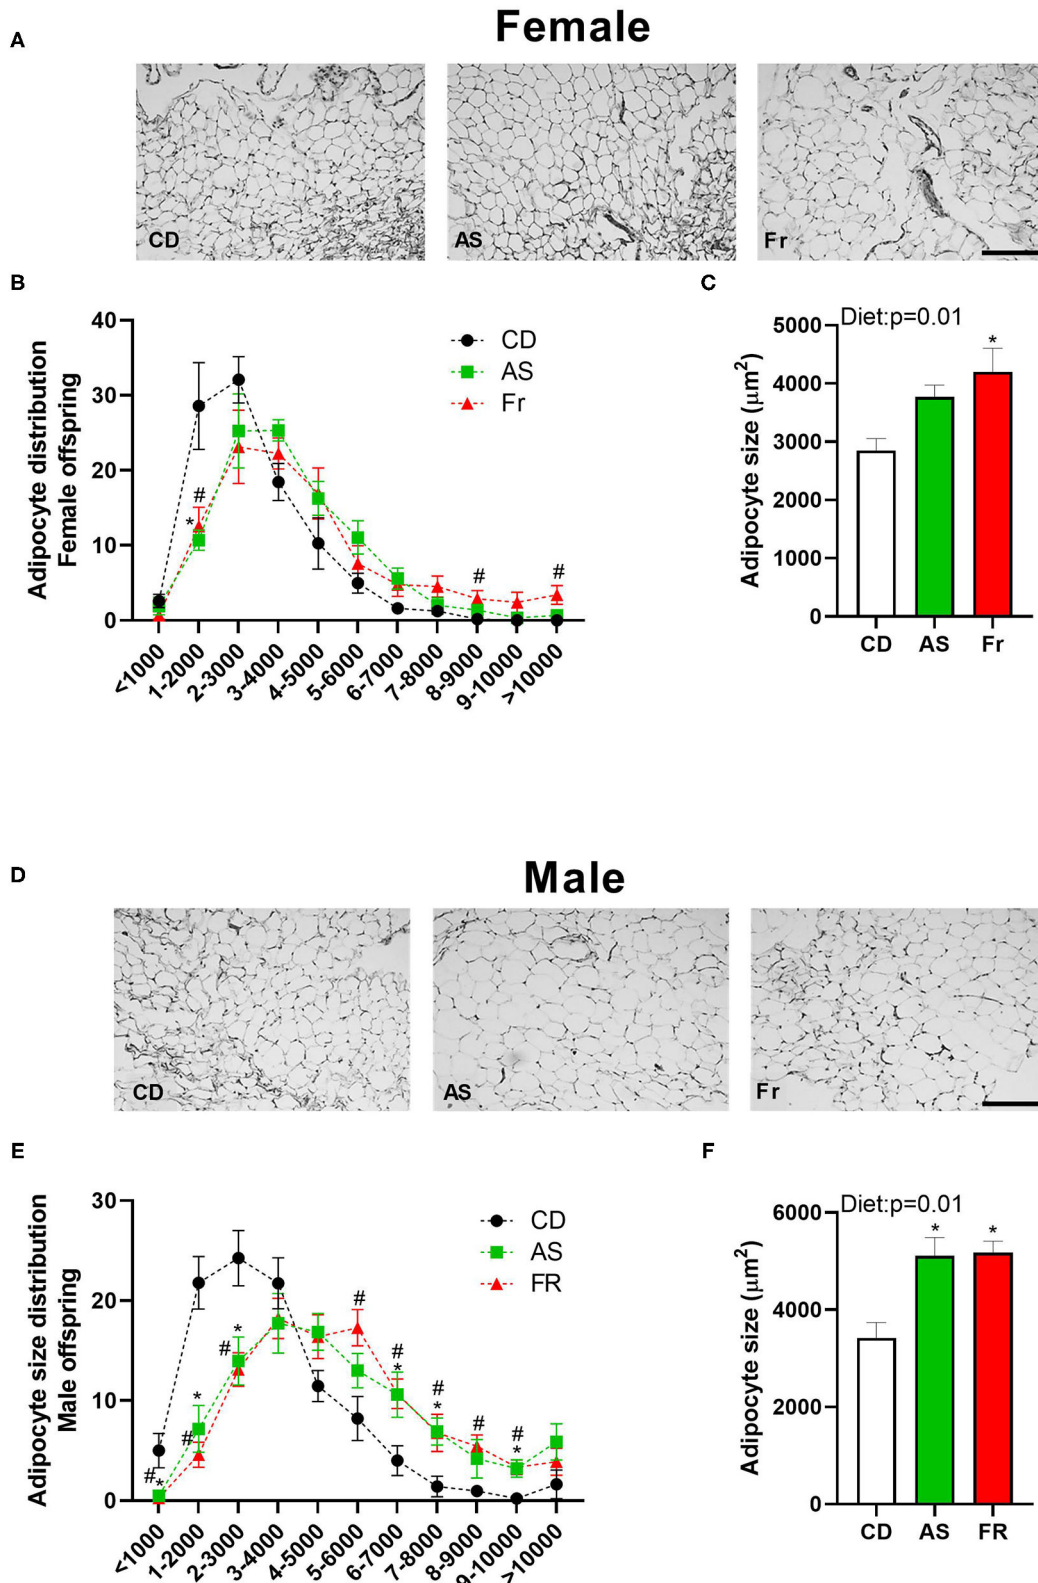 A
Female
CD
AS
Fr
B
Adipocyte distribution
Female offspring
40
30
20
10
0
CD
AS
Fr
*
#
#
#
<1000
1-2000
2-3000
3-4000
4-5000
5-6000
6-7000
7-8000
8-9000
9-10000
>10000
C
Diet:p=0.01
Adipocyte size (μm²)
5000
4000
3000
2000
1000
0
*
CD
AS
Fr
D
Male
CD
AS
Fr
E
Adipocyte size distribution
Male offspring
30
20
10
0
CD
AS
FR
#
*
#
*
#
*
#
#
*
#
*
#
#
*
<1000
1-2000
2-3000
3-4000
4-5000
5-6000
6-7000
7-8000
8-9000
9-10000
>10000
F
Diet:p=0.01
Adipocyte size (μm²)
6000
4000
2000
0
*
*
CD
AS
FR